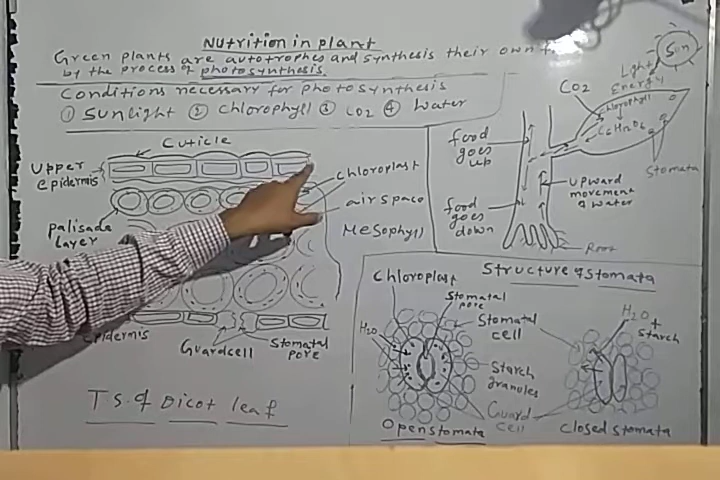 Nutrition in plant
Green plants are autotrophes and synthesis their own
by the process of photosynthesis.
Conditions necessary for photosynthesis
① Sunlight ② Chlorophyll ③ CO2 ④ Water
Cuticle
Upper
epidermis
chloroplast
palisade
layer
air space
Mesophyll
epidermis
Guard cell
Stomatal
pore
T.S. of Dicot leaf
Sun
Light
Energy
CO2
chlorophyll
C6H12O6
Stomata
food
goes
up
food
goes
down
upward
movement
of water
Root
Structure of Stomata
Chloroplast
Stomatal
pore
H2O
Stomatal
cell
Starch
granules
Guard
cell
Open stomata
H2O
+
Starch
Closed stomata